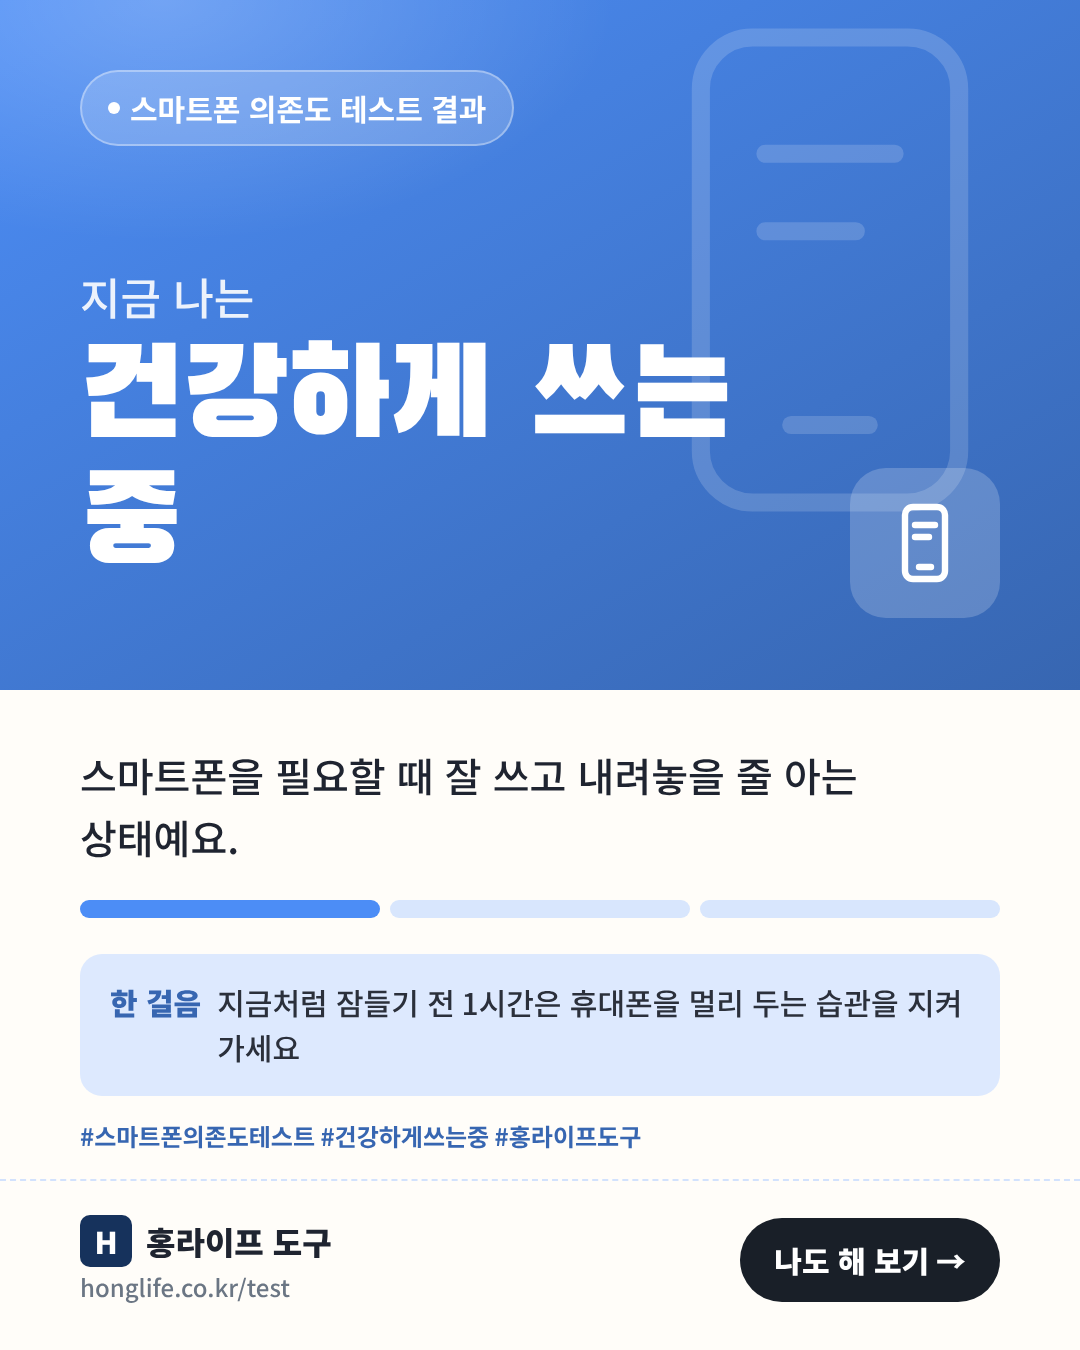 스마트폰 의존도 테스트 결과
지금 나는
건강하게 쓰는
중
스마트폰을 필요할 때 잘 쓰고 내려놓을 줄 아는
상태예요.
한 걸음 지금처럼 잠들기 전 1시간은 휴대폰을 멀리 두는 습관을 지켜
가세요
#스마트폰의존도테스트 #건강하게쓰는중 #홍라이프도구
H 홍라이프 도구
honglife.co.kr/test
나도 해 보기 →